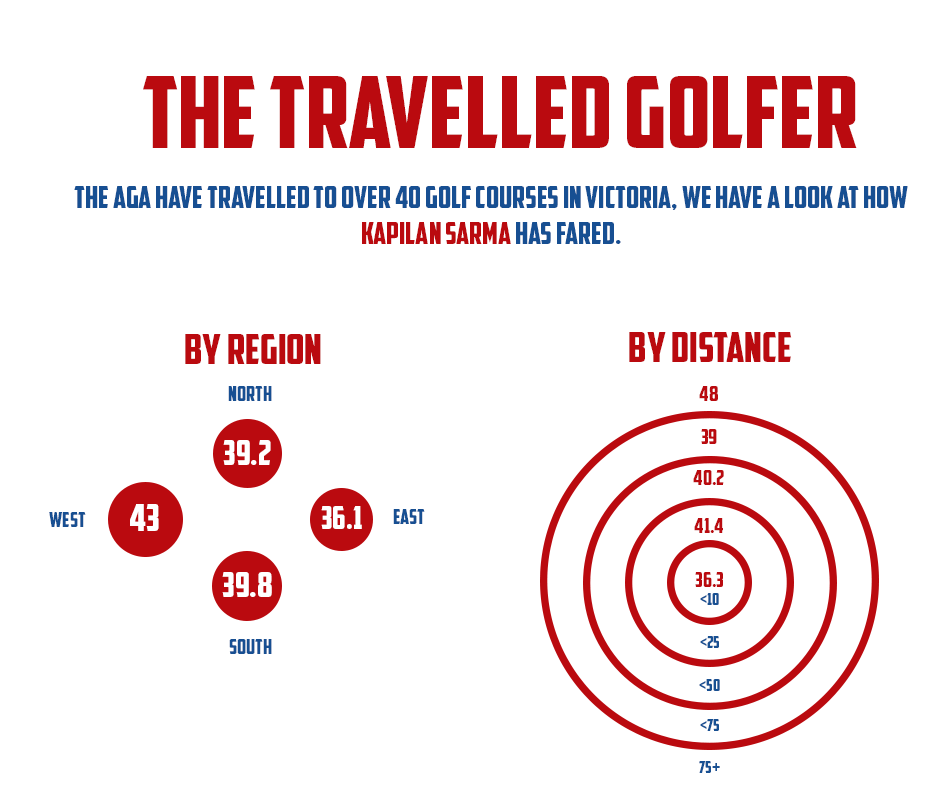 THE TRAVELLED GOLFER
THE AGA HAVE TRAVELLED TO OVER 40 GOLF COURSES IN VICTORIA, WE HAVE A LOOK AT HOW
KAPILAN SARMA HAS FARED.
BY REGION
NORTH
39.2
WEST
43
36.1
EAST
39.8
SOUTH
BY DISTANCE
48
39
40.2
41.4
36.3
<10
<25
<50
<75
75+